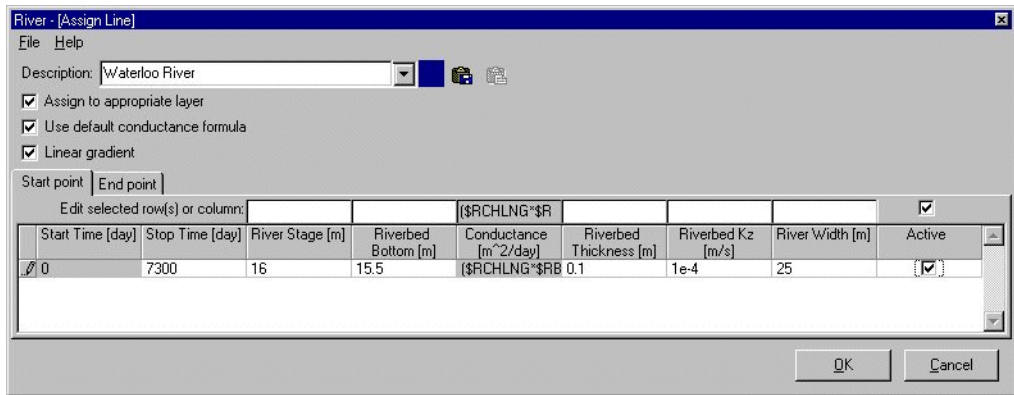 River - [Assign Line]
File Help
Description: Waterloo River
Assign to appropriate layer
Use default conductance formula
Linear gradient
Start point End point
Edit selected row(s) or column: ($RCHLNG*$R
Start Time [day] Stop Time [day] River Stage [m] Riverbed Bottom [m] Conductance [m^2/day] Riverbed Thickness [m] Riverbed Kz [m/s] River Width [m] Active
0 7300 16 15.5 ($RCHLNG*$RB 0.1 1e-4 25
OK Cancel